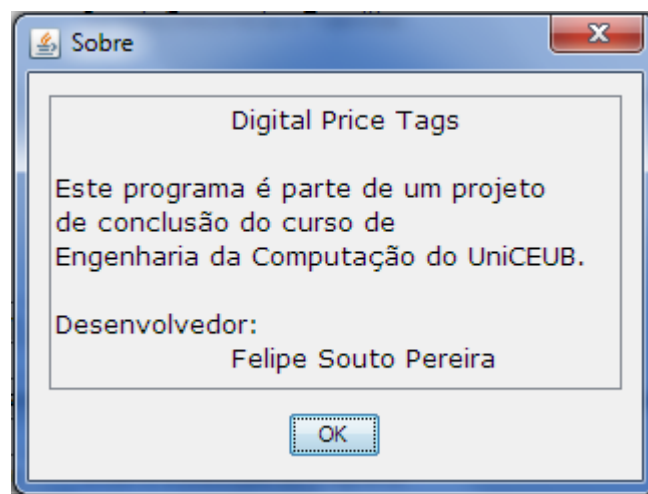 Sobre
Digital Price Tags
Este programa é parte de um projeto
de conclusão do curso de
Engenharia da Computação do UniCEUB.
Desenvolvedor:
Felipe Souto Pereira
OK